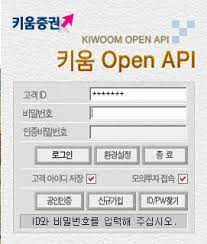 키움증권
KIWOOM OPEN API
키움 Open API
고객 ID *******
비밀번호
인증비밀번호
로그인 환경설정 종 료
고객 아이디 저장 모의투자 접속
공인인증 신규가입 ID/PW찾기
ID와 비밀번호를 입력해 주십시오.